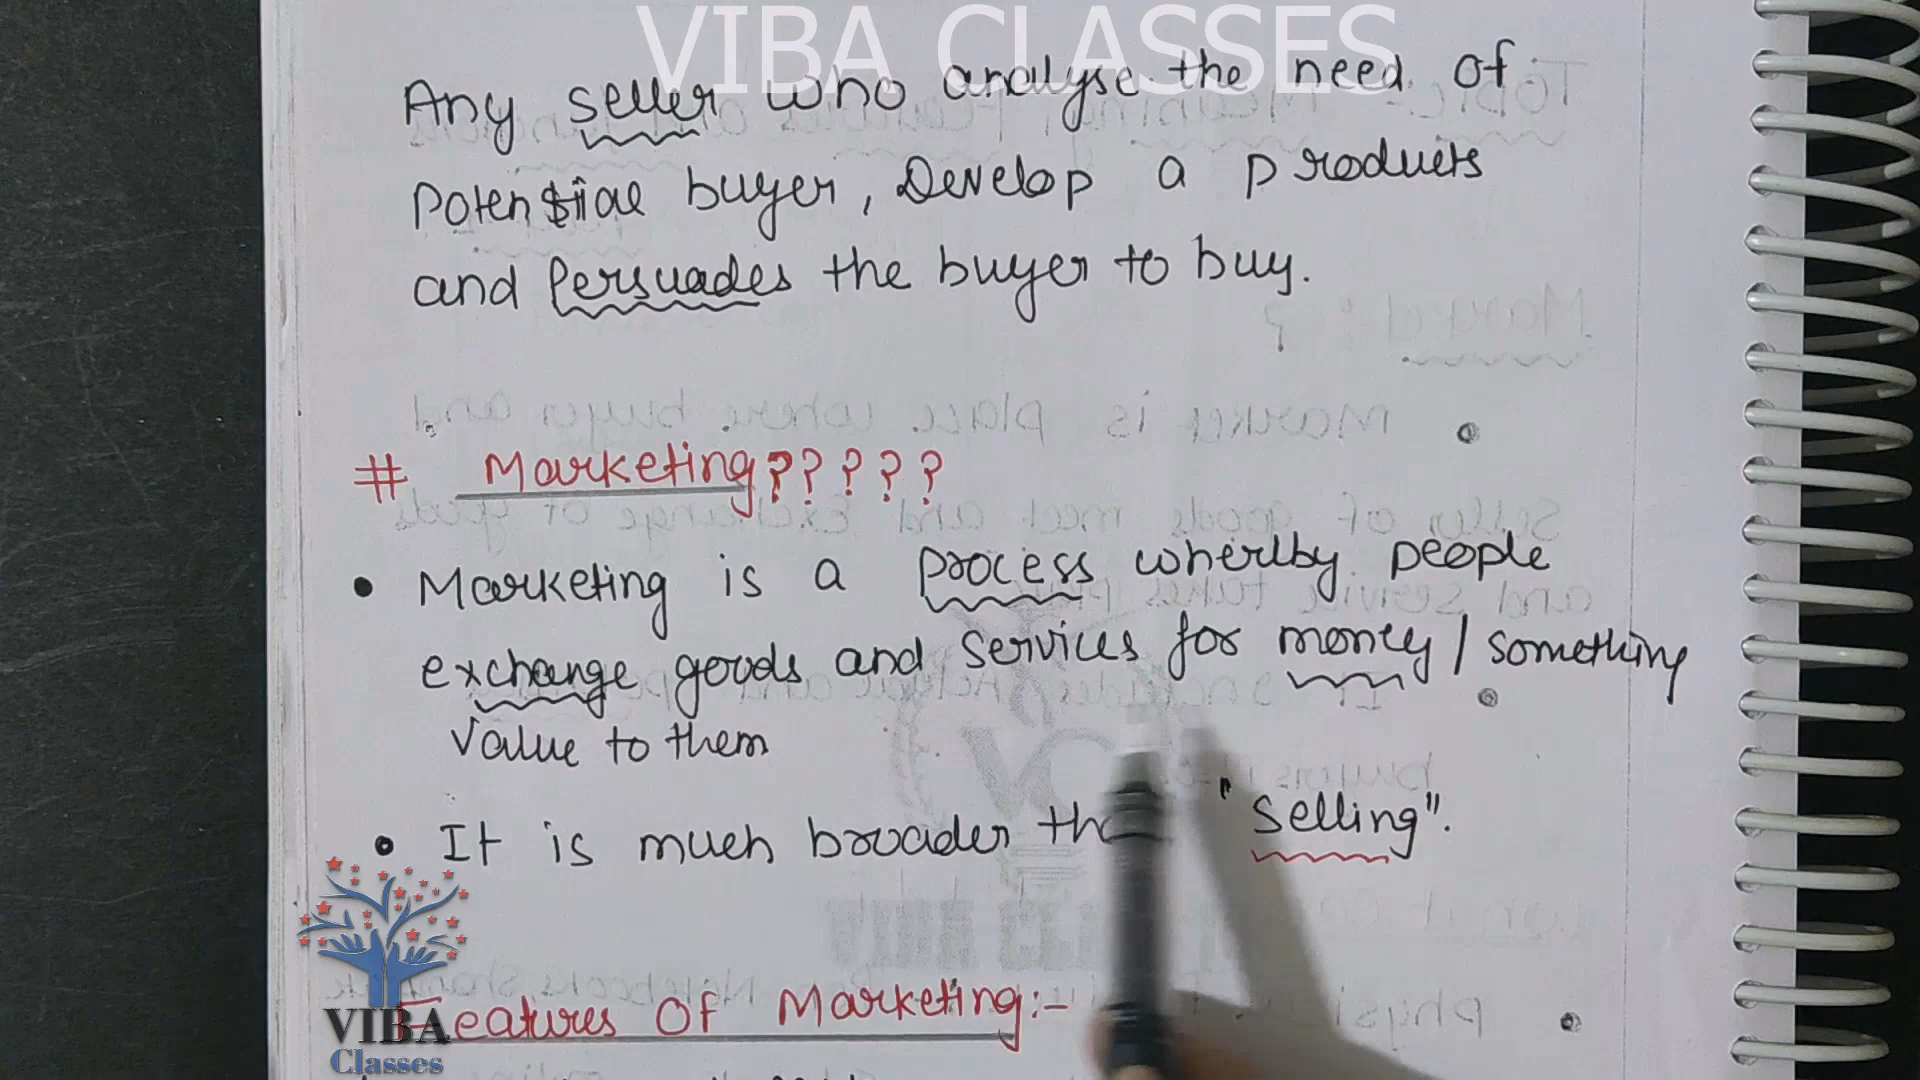 VIBA CLASSES
Any seller who analyse the need of
potensial buyer, Develop a products
and Persuades the buyer to buy.
# Marketing?????
• Marketing is a process whereby people
exchange goods and services for money / something
value to them
• It is much broader th "selling".
Features Of Marketing:-
VIBA
Classes